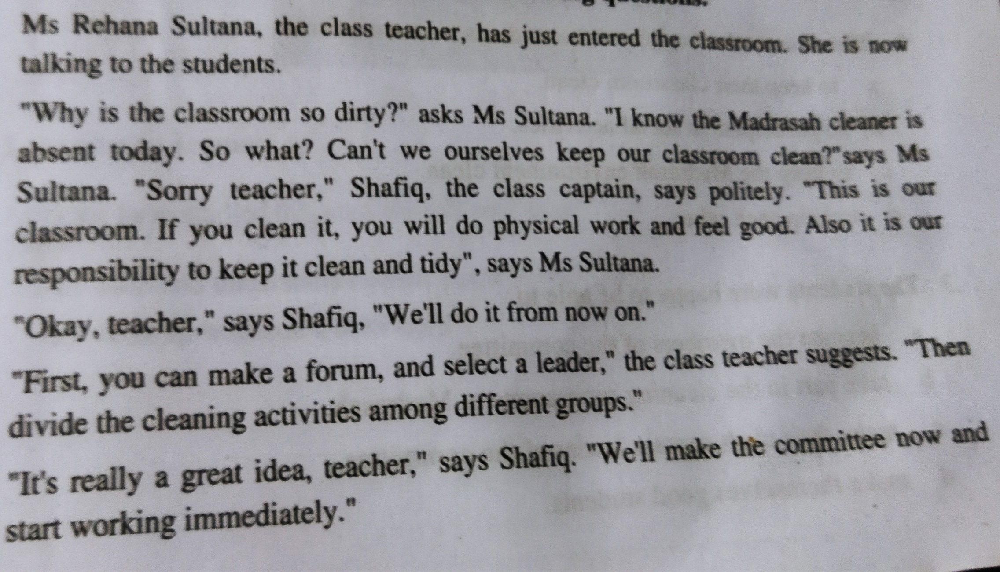 questions.
Ms Rehana Sultana, the class teacher, has just entered the classroom. She is now
talking to the students.
"Why is the classroom so dirty?" asks Ms Sultana. "I know the Madrasah cleaner is
absent today. So what? Can't we ourselves keep our classroom clean?"says Ms
Sultana. "Sorry teacher," Shafiq, the class captain, says politely. "This is our
classroom. If you clean it, you will do physical work and feel good. Also it is our
responsibility to keep it clean and tidy", says Ms Sultana.
"Okay, teacher," says Shafiq, "We'll do it from now on."
"First, you can make a forum, and select a leader," the class teacher suggests. "Then
divide the cleaning activities among different groups."
"It's really a great idea, teacher," says Shafiq. "We'll make the committee now and
start working immediately."